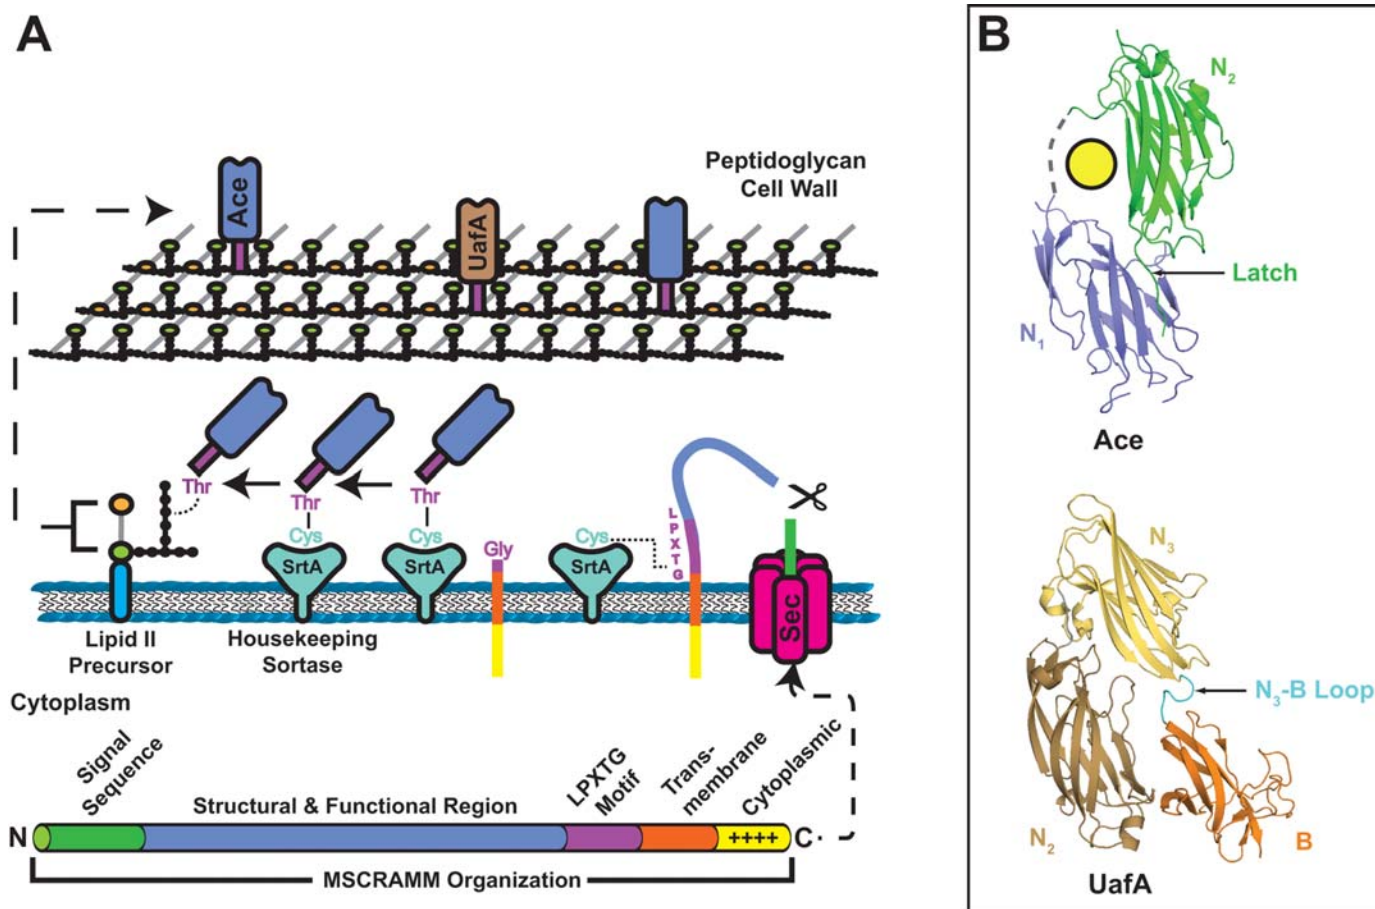 A
Peptidoglycan
Cell Wall
Ace
UafA
Thr
Thr
Thr
Cys
Cys
Gly
Cys
L
P
X
T
G
SrtA
SrtA
SrtA
Sec
Lipid II
Precursor
Housekeeping
Sortase
Cytoplasm
Signal
Sequence
Structural & Functional Region
LPXTG
Motif
Trans-
membrane
Cytoplasmic
N
++++
C
MSCRAMM Organization
B
N2
Latch
N1
Ace
N3
N3-B Loop
N2
B
UafA